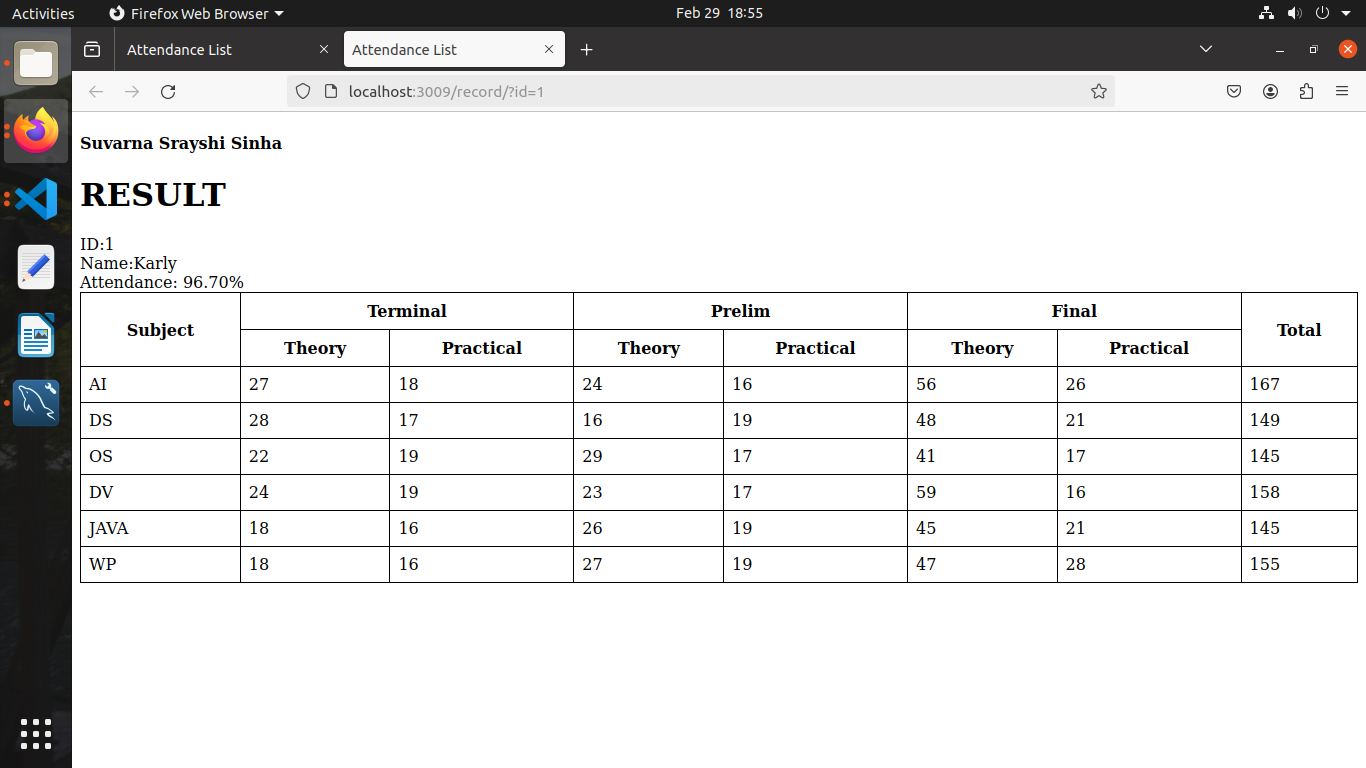 Activities Firefox Web Browser Feb 29 18:55
Attendance List Attendance List
localhost:3009/record/?id=1
Suvarna Srayshi Sinha
RESULT
ID:1
Name:Karly
Attendance: 96.70%
Subject Terminal Prelim Final Total
Theory Practical Theory Practical Theory Practical
AI 27 18 24 16 56 26 167
DS 28 17 16 19 48 21 149
OS 22 19 29 17 41 17 145
DV 24 19 23 17 59 16 158
JAVA 18 16 26 19 45 21 145
WP 18 16 27 19 47 28 155